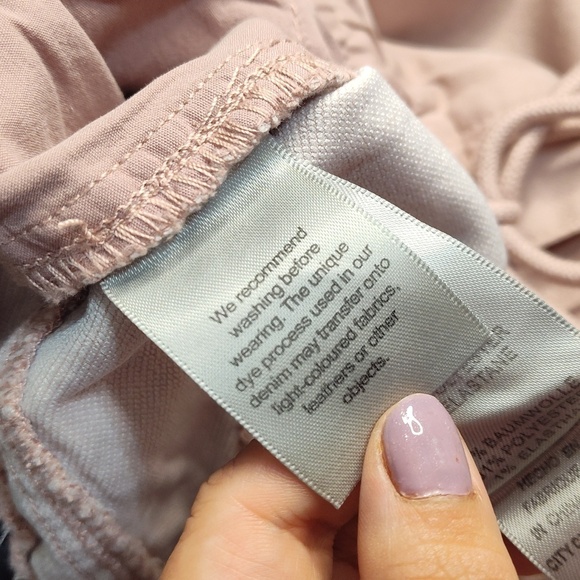 We recommend
washing before
wearing. The unique
dye process used in our
denim may transfer onto
light-coloured fabrics,
leathers or other
objects.
ELASTANE
% BAUMWOLLE
POLYESTER
HECHO EN
IN CHINA
CITY C